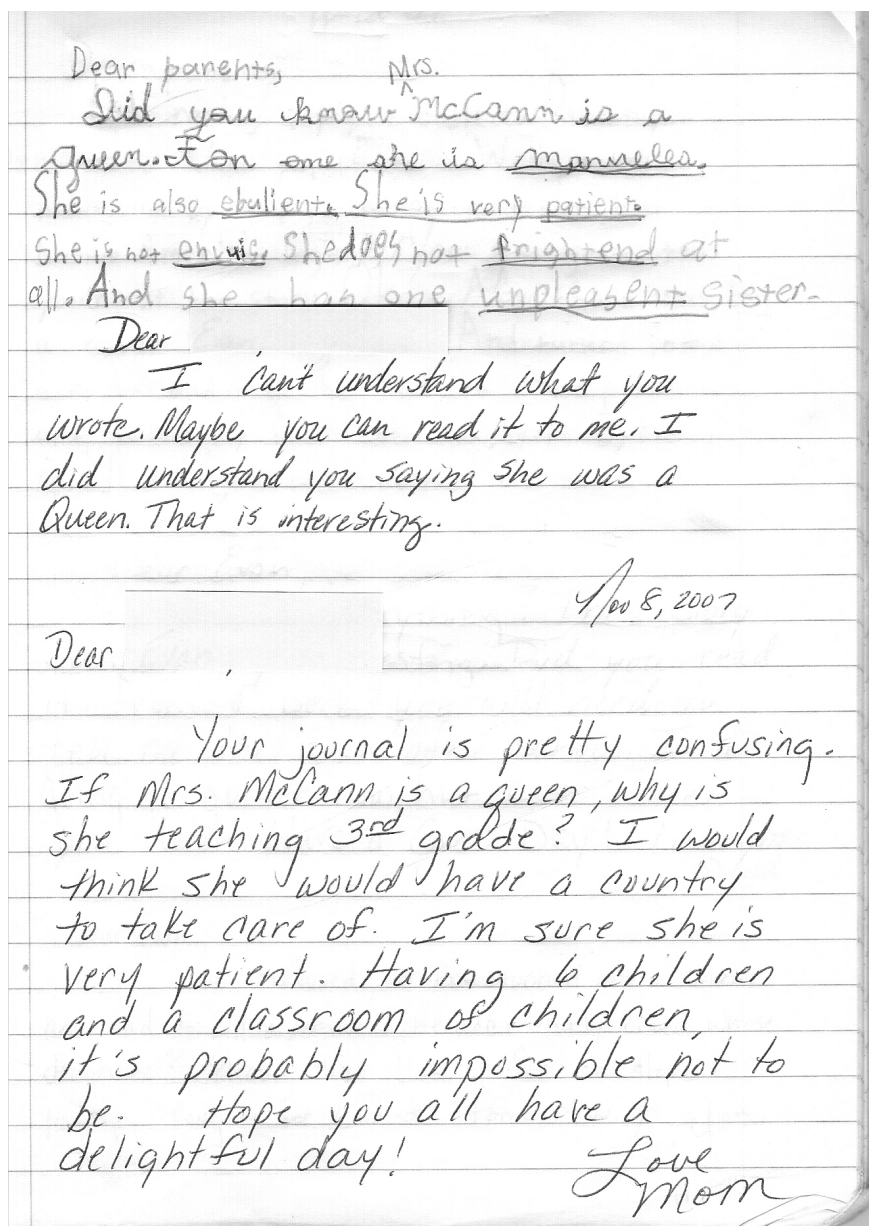 Dear parents, Mrs.
Did you know ^ McCann is a
queen. For one she is manvelea.
She is also ebulient. She is very patient.
She is not envuis. She does not frightend at
all. And she has one unpleasent sister.
Dear ,
I can't understand what you
wrote. Maybe you can read it to me. I
did understand you saying she was a
Queen. That is interesting.
Nov 8, 2007
Dear ,
Your journal is pretty confusing.
If Mrs. McCann is a queen, why is
she teaching 3rd grade? I would
think she would have a country
to take care of. I'm sure she is
very patient. Having 6 children
and a classroom of children,
it's probably impossible not to
be. Hope you all have a
delightful day!
Love
Mom